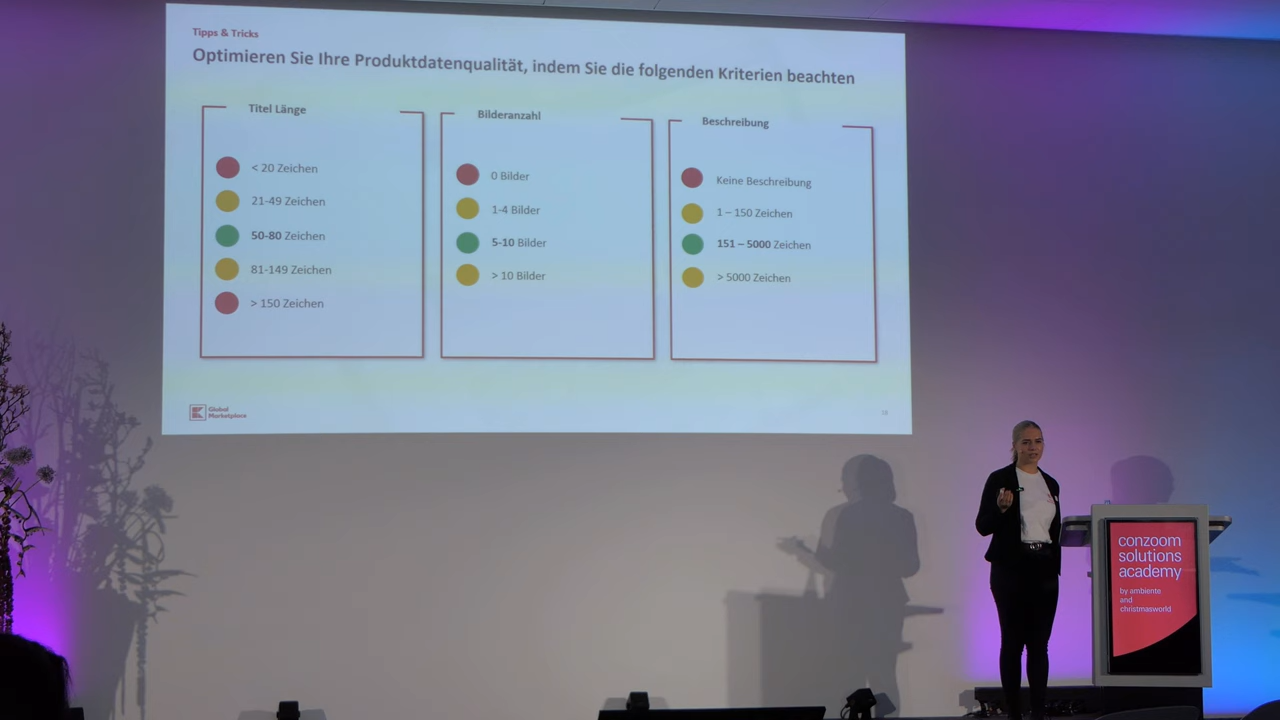 Tipps & Tricks
Optimieren Sie Ihre Produktdatenqualität, indem Sie die folgenden Kriterien beachten
Titel Länge
< 20 Zeichen
21-49 Zeichen
50-80 Zeichen
81-149 Zeichen
> 150 Zeichen
Bilderanzahl
0 Bilder
1-4 Bilder
5-10 Bilder
> 10 Bilder
Beschreibung
Keine Beschreibung
1 – 150 Zeichen
151 – 5000 Zeichen
> 5000 Zeichen
Global
Marketplace
conzoom
solutions
academy
by ambiente
and
christmasworld